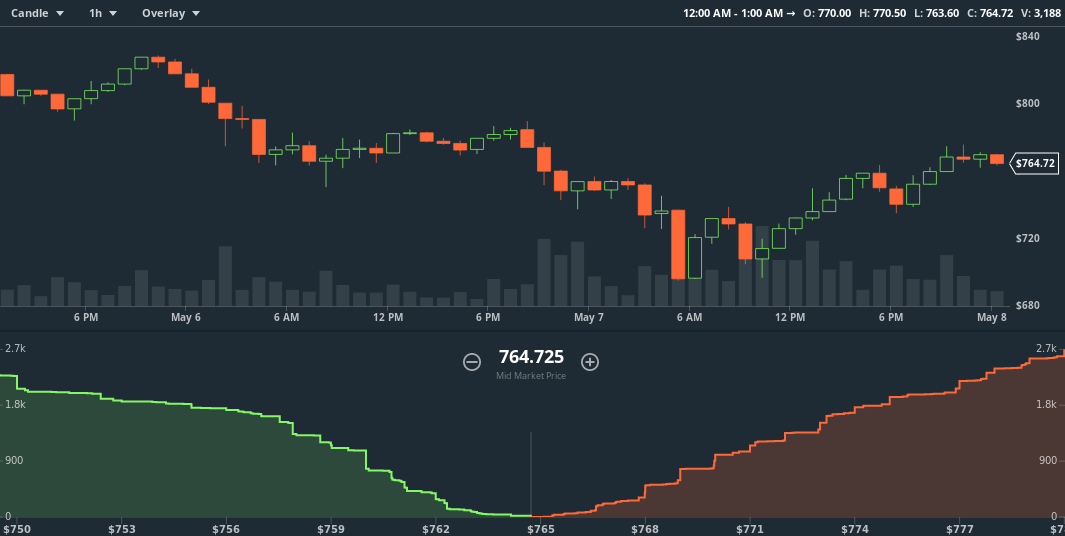 Candle 1h Overlay 12:00 AM - 1:00 AM → O: 770.00 H: 770.50 L: 763.60 C: 764.72 V: 3,188
$840
$800
$764.72
$720
$680
6 PM May 6 6 AM 12 PM 6 PM May 7 6 AM 12 PM 6 PM May 8
2.7k 764.725 2.7k
Mid Market Price
1.8k 1.8k
900 900
0 0
$750 $753 $756 $759 $762 $765 $768 $771 $774 $777 $7